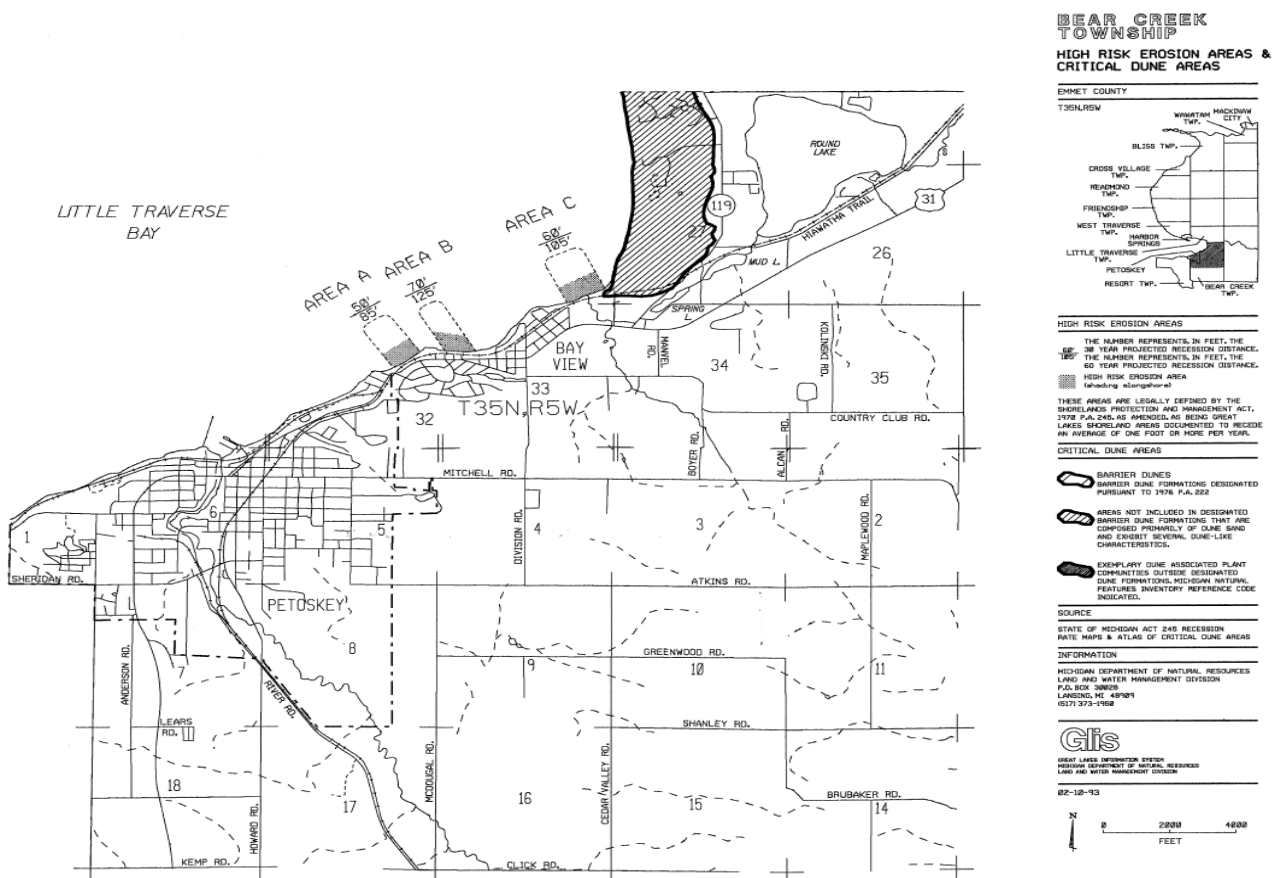 BEAR CREEK
TOWNSHIP
HIGH RISK EROSION AREAS &
CRITICAL DUNE AREAS
EMMET COUNTY
T35N,R5W
WAWATAM
TWP.
MACKINAW
CITY
BLISS TWP.
CROSS VILLAGE
TWP.
READMOND
TWP.
FRIENDSHIP
TWP.
WEST TRAVERSE
TWP.
HARBOR
SPRINGS
LITTLE TRAVERSE
TWP.
PETOSKEY
RESORT TWP.
BEAR CREEK
TWP.
HIGH RISK EROSION AREAS
60'
105'
THE NUMBER REPRESENTS, IN FEET, THE
30 YEAR PROJECTED RECESSION DISTANCE.
THE NUMBER REPRESENTS, IN FEET, THE
60 YEAR PROJECTED RECESSION DISTANCE.
HIGH RISK EROSION AREA
(shading alongshore)
THESE AREAS ARE LEGALLY DEFINED BY THE
SHORELANDS PROTECTION AND MANAGEMENT ACT,
1970 P.A. 245, AS AMENDED, AS BEING GREAT
LAKES SHORELAND AREAS DOCUMENTED TO RECEDE
AN AVERAGE OF ONE FOOT OR MORE PER YEAR.
CRITICAL DUNE AREAS
BARRIER DUNES
BARRIER DUNE FORMATIONS DESIGNATED
PURSUANT TO 1976 P.A. 222
AREAS NOT INCLUDED IN DESIGNATED
BARRIER DUNE FORMATIONS THAT ARE
COMPOSED PRIMARILY OF DUNE SAND
AND EXHIBIT SEVERAL DUNE-LIKE
CHARACTERISTICS.
EXEMPLARY DUNE ASSOCIATED PLANT
COMMUNITIES OUTSIDE DESIGNATED
DUNE FORMATIONS. MICHIGAN NATURAL
FEATURES INVENTORY REFERENCE CODE
INDICATED.
SOURCE
STATE OF MICHIGAN ACT 245 RECESSION
RATE MAPS & ATLAS OF CRITICAL DUNE AREAS
INFORMATION
MICHIGAN DEPARTMENT OF NATURAL RESOURCES
LAND AND WATER MANAGEMENT DIVISION
P.O. BOX 30028
LANSING, MI 48909
(517) 373-1950
Glis
GREAT LAKES INFORMATION SYSTEM
MICHIGAN DEPARTMENT OF NATURAL RESOURCES
LAND AND WATER MANAGEMENT DIVISION
02-10-93
N
0 2000 4000
FEET
LITTLE TRAVERSE
BAY
AREA A
50'
85'
AREA B
70'
125'
AREA C
60'
105'
ROUND
LAKE
119
31
HIAWATHA TRAIL
27
MUD L.
26
SPRING
L.
BAY
VIEW
MANVEL
RD.
34
KOLINSKI RD.
35
33
T35N,R5W
32
COUNTRY CLUB RD.
BOYER RD.
ALCAN RD.
MITCHELL RD.
6
5
1
DIVISION RD.
4
3
MAPLEWOOD RD.
2
SHERIDAN RD.
ATKINS RD.
PETOSKEY
8
7
ANDERSON RD.
RIVER RD.
GREENWOOD RD.
9
10
11
LEARS
RD.
SHANLEY RD.
MCDOUGAL RD.
CEDAR VALLEY RD.
18
17
16
15
BRUBAKER RD.
14
HOWARD RD.
KEMP RD.
CLICK RD.